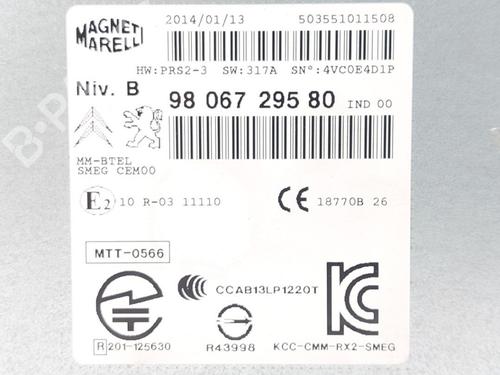 MAGNETI MARELLI
2014/01/13 503551011508
HW:PRS2-3 SW:317A SN°:4VC0E4D1P
Niv. B 98 067 295 80 IND 00
MM-BTEL
SMEG CEM00
E2 10 R-03 11110 CE 18770B 26
MTT-0566
CCAB13LP1220T
R 201-125630 R43998 KCC-CMM-RX2-SMEG
B-PARTS